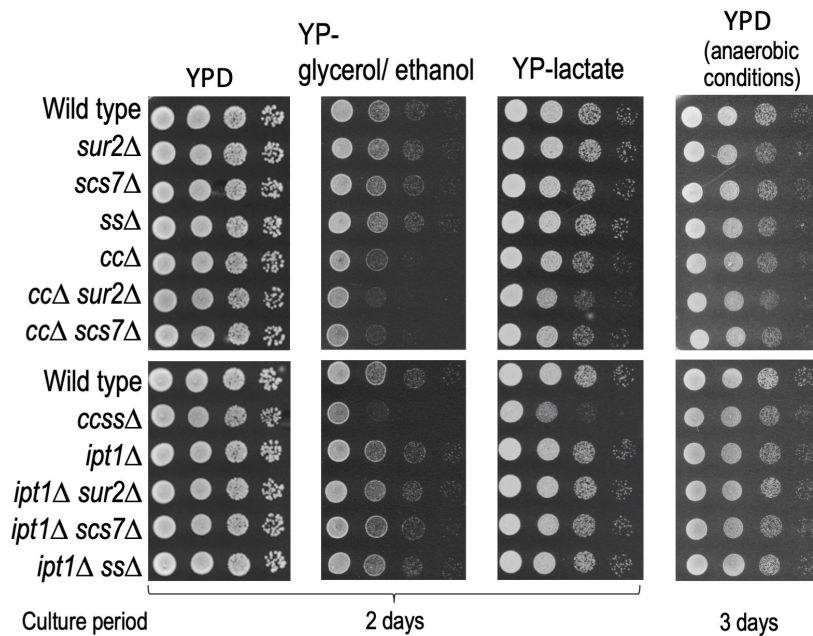 YPD
YP-
glycerol/ ethanol
YP-lactate
YPD
(anaerobic
conditions)
Wild type
sur2Δ
scs7Δ
ssΔ
ccΔ
ccΔ sur2Δ
ccΔ scs7Δ
Wild type
ccssΔ
ipt1Δ
ipt1Δ sur2Δ
ipt1Δ scs7Δ
ipt1Δ ssΔ
Culture period
2 days
3 days